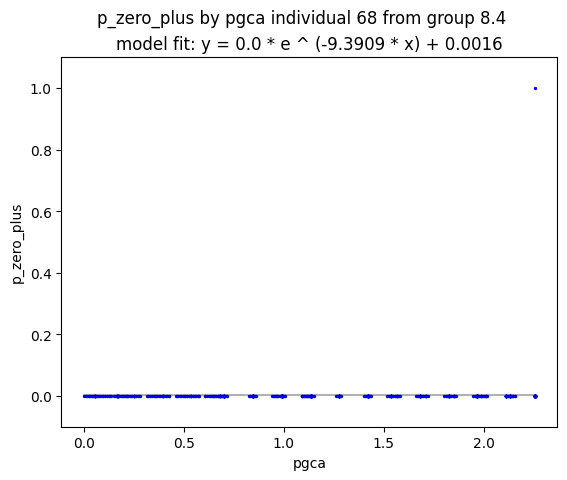 p_zero_plus by pgca individual 68 from group 8.4
model fit: y = 0.0 * e ^ (-9.3909 * x) + 0.0016
1.0
0.8
0.6
0.4
0.2
0.0
p_zero_plus
0.0 0.5 1.0 1.5 2.0
pgca